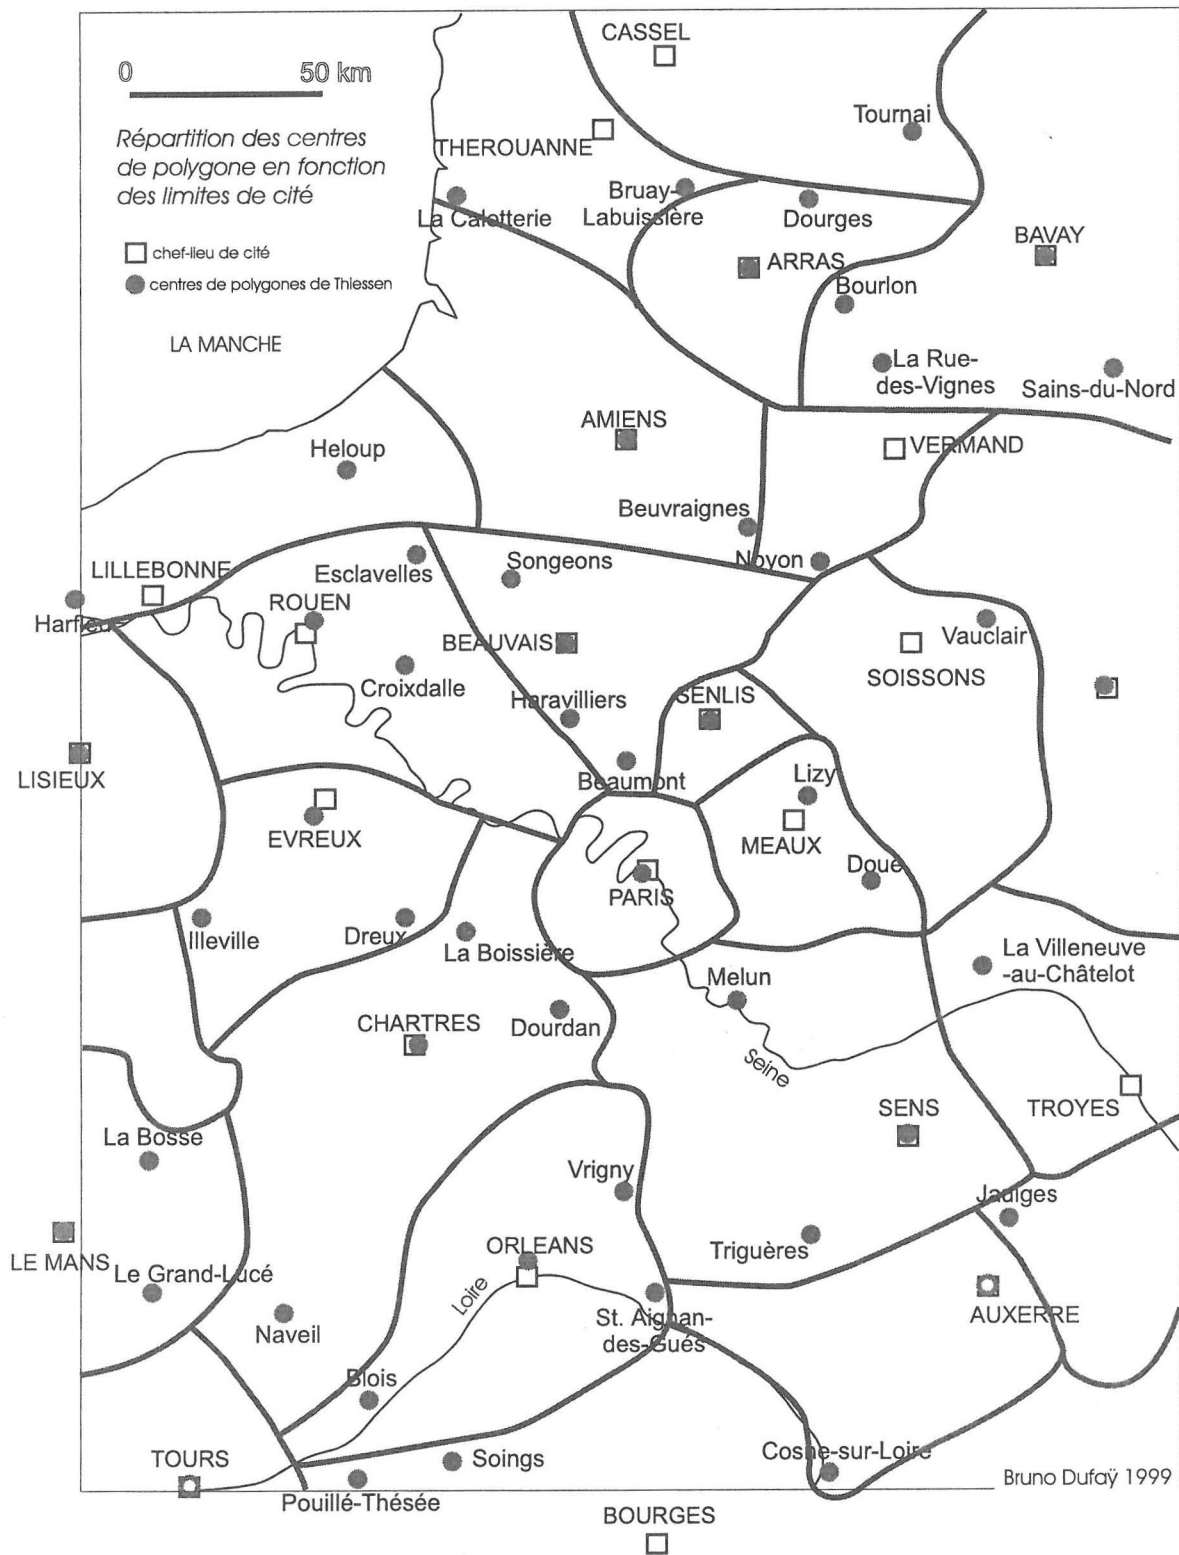 CASSEL
0 50 km
Tournai
Répartition des centres
de polygone en fonction
des limites de cité
THEROUANNE
Bruay-
Labuissière
La Calotterie
Dourges
BAVAY
chef-lieu de cité
ARRAS
centres de polygones de Thiessen
Bourlon
LA MANCHE
La Rue-
des-Vignes
Sains-du-Nord
AMIENS
VERMAND
Heloup
Beuvraignes
Noyon
Songeons
LILLEBONNE
Esclavelles
ROUEN
Vauclair
BEAUVAIS
SOISSONS
Croixdalle
Haravilliers
SENLIS
LISIEUX
Beaumont
Lizy
EVREUX
MEAUX
Doue
PARIS
Illeville
Dreux
La Boissière
La Villeneuve
-au-Châtelot
Melun
CHARTRES
Dourdan
Seine
SENS
TROYES
La Bosse
Vrigny
Jaulges
LE MANS
ORLEANS
Triguères
Le Grand-Lucé
Loire
Naveil
St. Aignan-
des-Gués
AUXERRE
Blois
TOURS
Soings
Cosne-sur-Loire
Bruno Dufaÿ 1999
Pouillé-Thésée
BOURGES